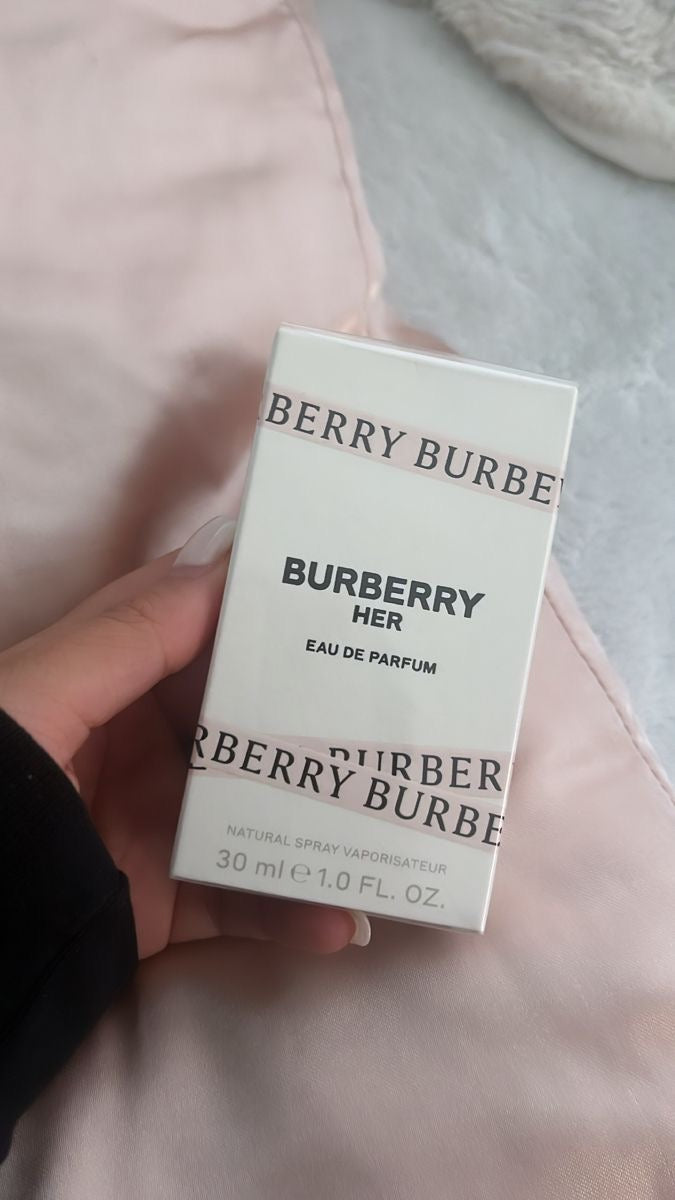 BERRY BURBE
BURBERRY
HER
EAU DE PARFUM
BURBER
RBERRY BURBE
NATURAL SPRAY VAPORISATEUR
30 ml ℮ 1.0 FL. OZ.